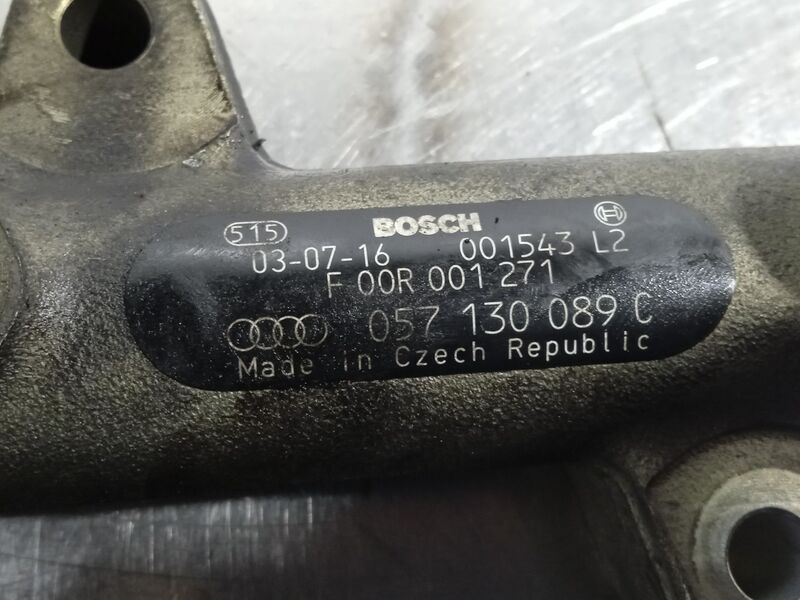 515 BOSCH
03-07-16 001543 L2
F 00R 001 271
057 130 089 C
Made in Czech Republic